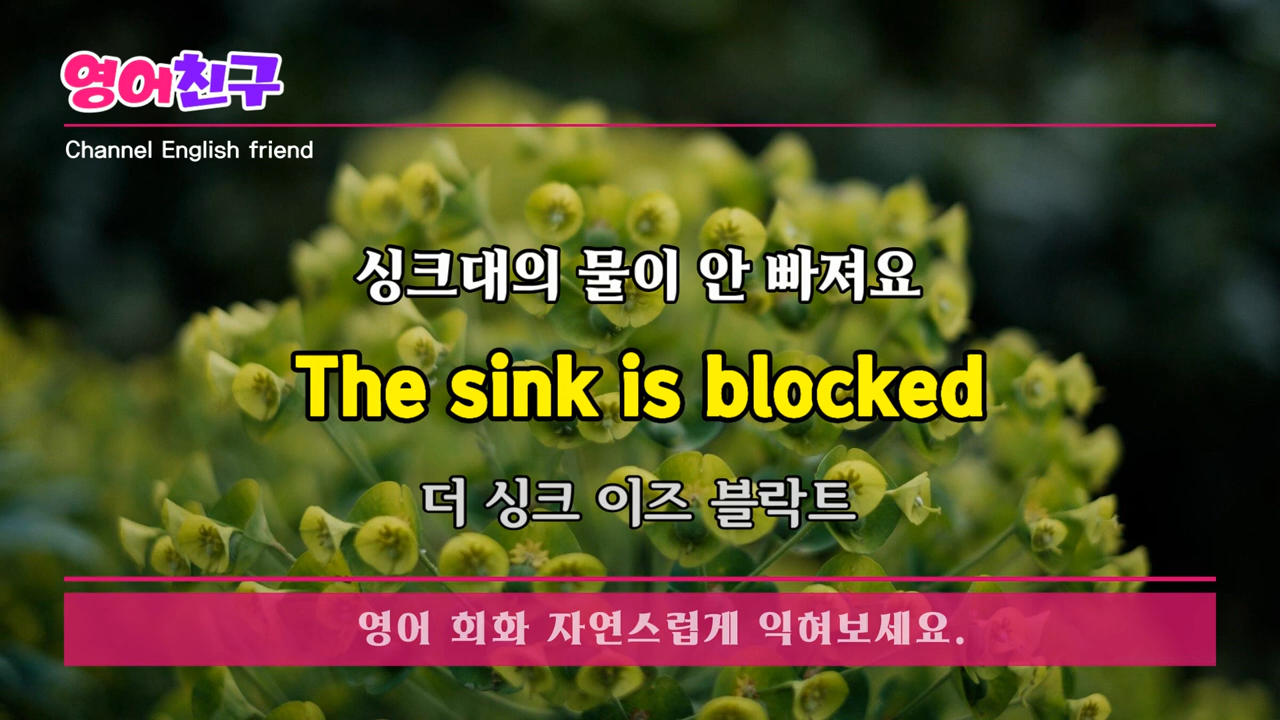 영어친구
Channel English friend
싱크대의 물이 안 빠져요
The sink is blocked
더 싱크 이즈 블락트
영어 회화 자연스럽게 익혀보세요.